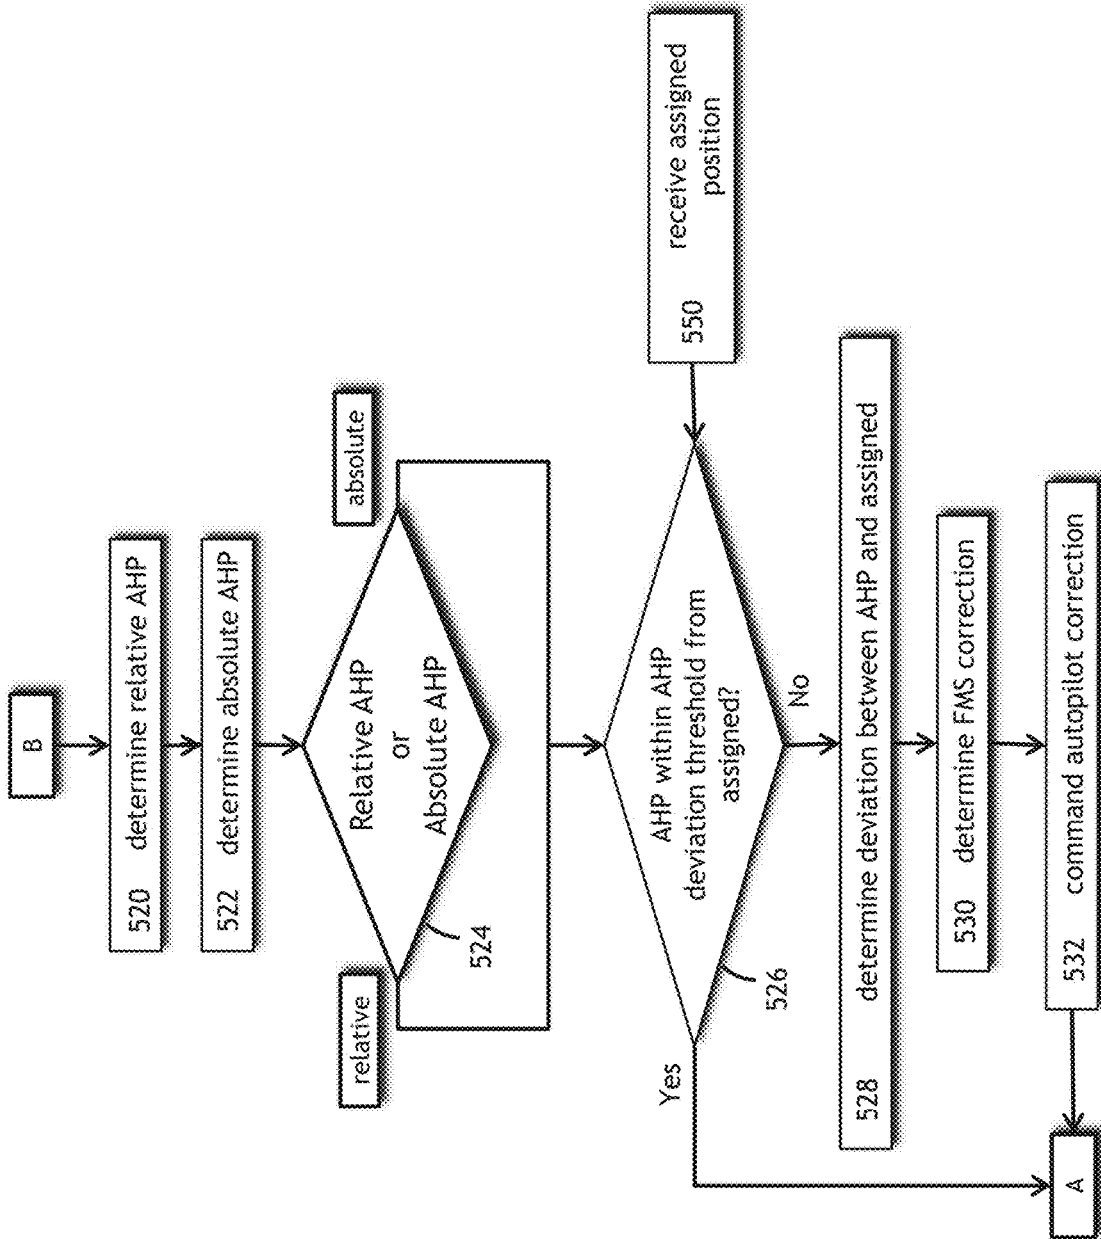 B
520 determine relative AHP
522 determine absolute AHP
relative
Relative AHP
or
Absolute AHP
absolute
524
Yes
AHP within AHP
deviation threshold from
assigned?
550 receive assigned
position
526
No
528 determine deviation between AHP and assigned
530 determine FMS correction
532 command autopilot correction
A